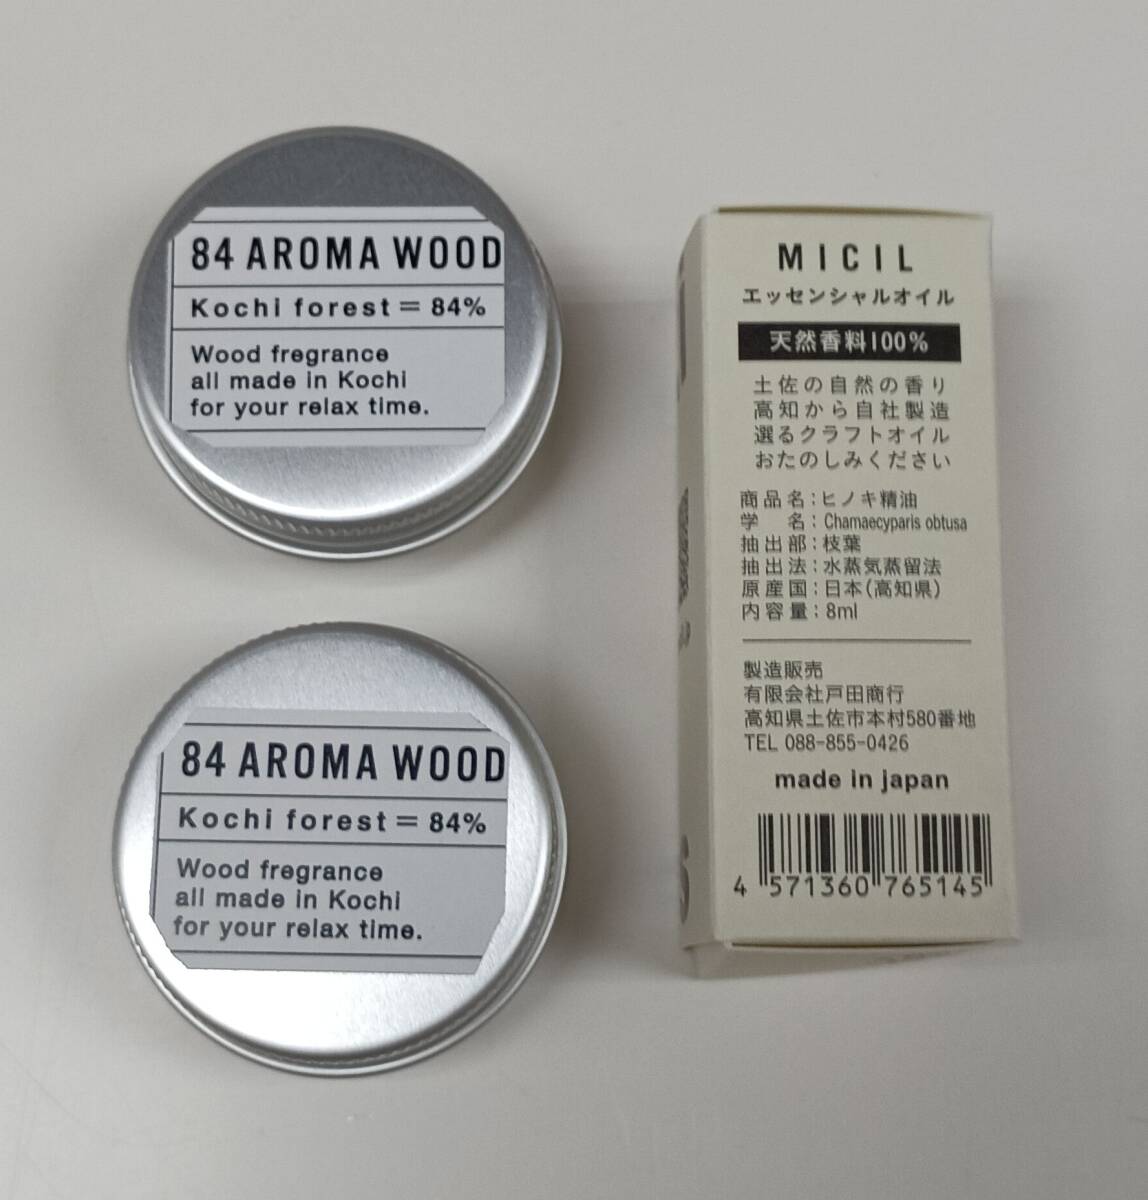 84 AROMA WOOD
Kochi forest = 84%
Wood fregrance
all made in Kochi
for your relax time.
84 AROMA WOOD
Kochi forest = 84%
Wood fregrance
all made in Kochi
for your relax time.
MICIL
エッセンシャルオイル
天然香料100%
土佐の自然の香り
高知から自社製造
選るクラフトオイル
おたのしみください
商品名：ヒノキ精油
学　名：Chamaecyparis obtusa
抽出部：枝葉
抽出法：水蒸気蒸留法
原産国：日本(高知県)
内容量：8ml
製造販売
有限会社戸田商行
高知県土佐市本村580番地
TEL 088-855-0426
made in japan
4 571360 765145